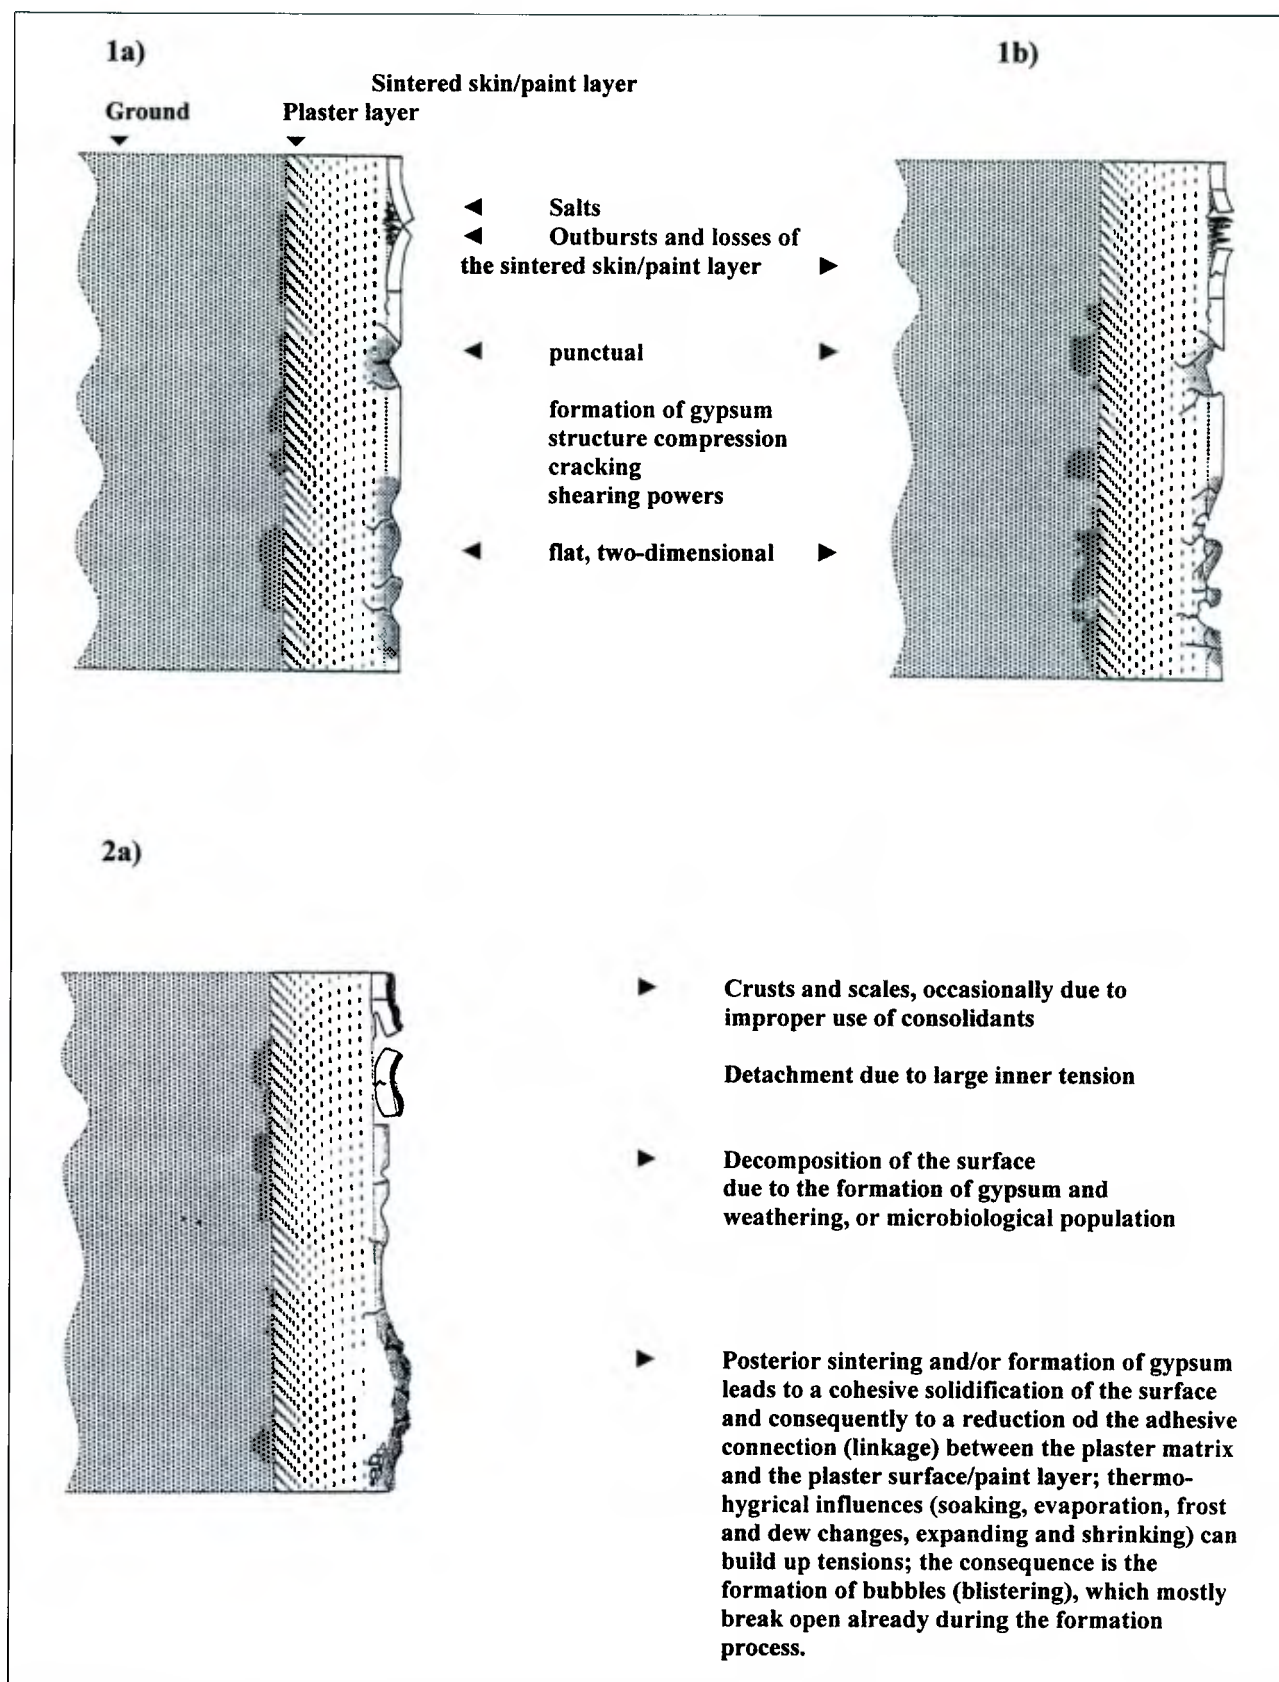 1a)
1b)
Sintered skin/paint layer
Ground
Plaster layer
Salts
Outbursts and losses of
the sintered skin/paint layer
punctual
formation of gypsum
structure compression
cracking
shearing powers
flat, two-dimensional
2a)
Crusts and scales, occasionally due to
improper use of consolidants
Detachment due to large inner tension
Decomposition of the surface
due to the formation of gypsum and
weathering, or microbiological population
Posterior sintering and/or formation of gypsum
leads to a cohesive solidification of the surface
and consequently to a reduction od the adhesive
connection (linkage) between the plaster matrix
and the plaster surface/paint layer; thermo-
hygrical influences (soaking, evaporation, frost
and dew changes, expanding and shrinking) can
build up tensions; the consequence is the
formation of bubbles (blistering), which mostly
break open already during the formation
process.